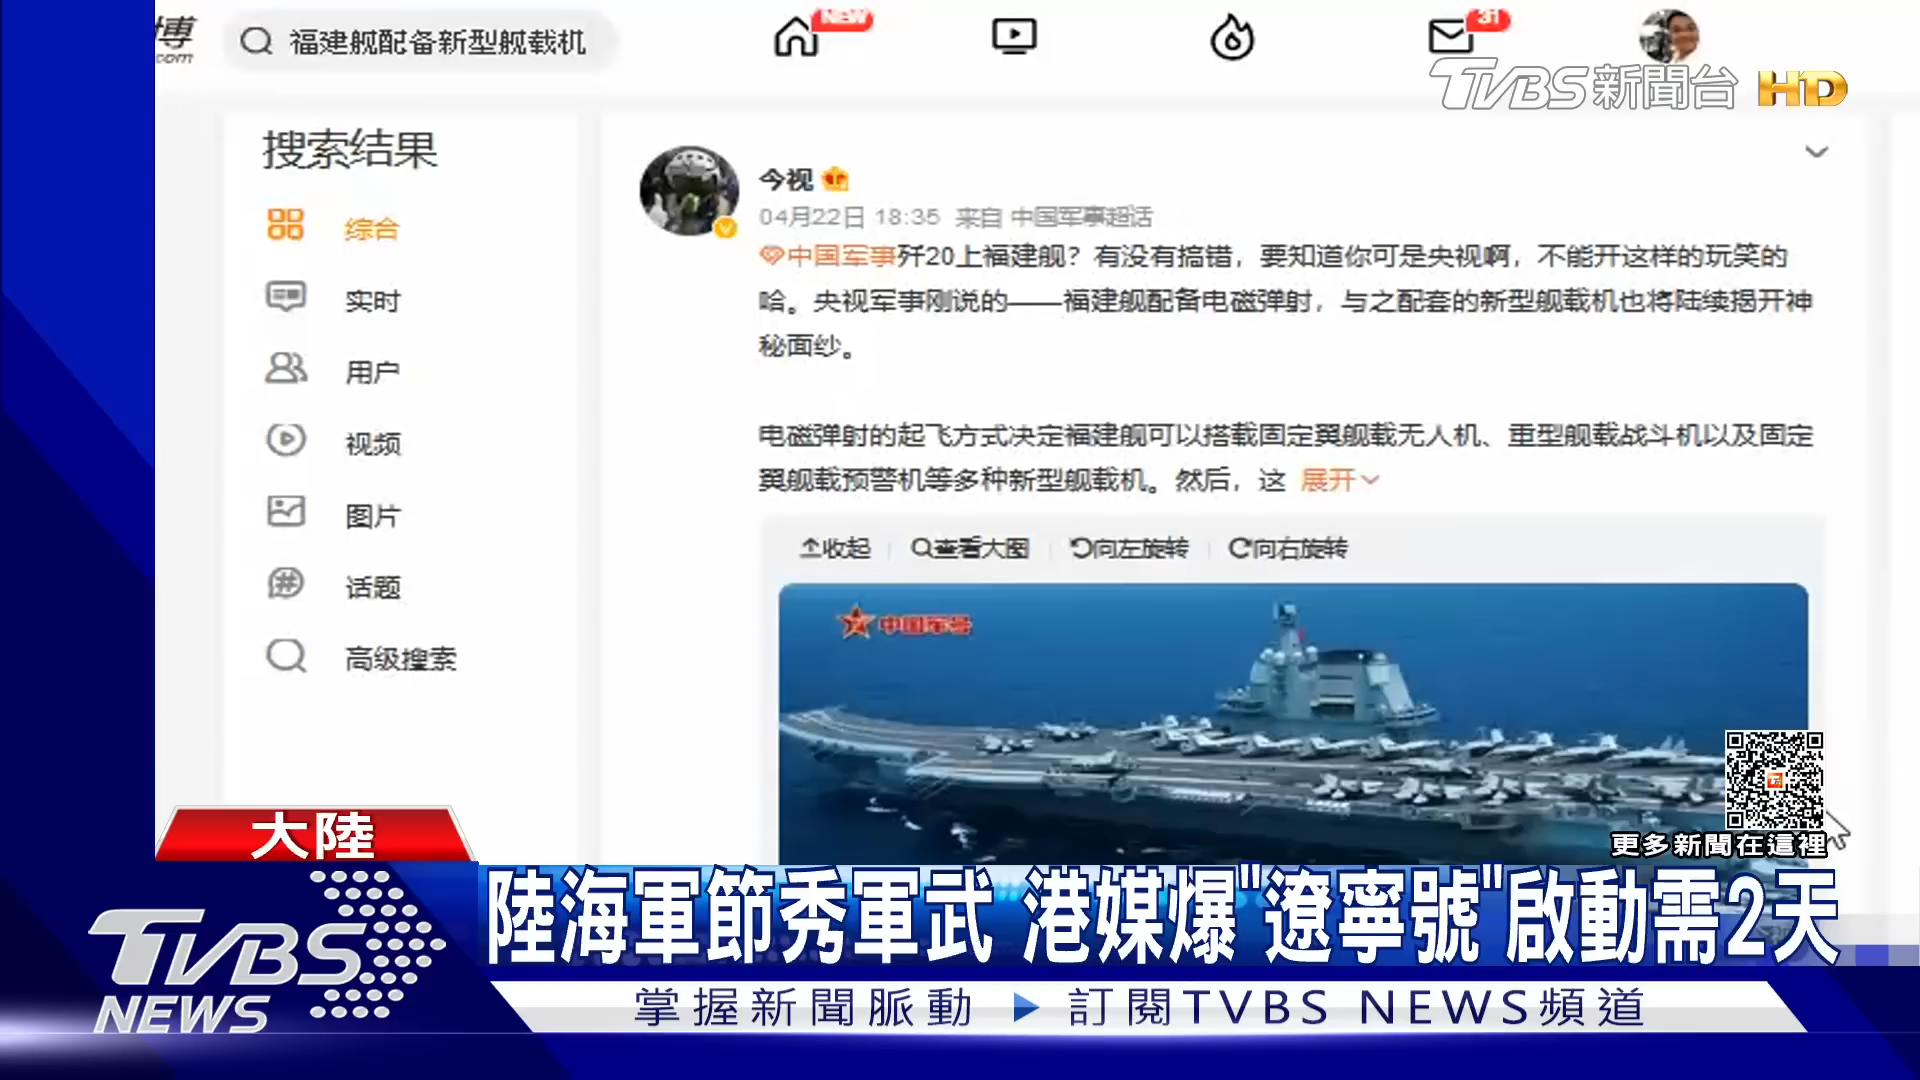 博
com
福建舰配备新型舰载机
NEW
31
TVBS新聞台 HD
搜索结果
综合
实时
用户
视频
图片
话题
高级搜索
今视
04月22日 18:35 来自 中国军事超话
中国军事歼20上福建舰？有没有搞错，要知道你可是央视啊，不能开这样的玩笑的
哈。央视军事刚说的——福建舰配备电磁弹射，与之配套的新型舰载机也将陆续揭开神
秘面纱。
电磁弹射的起飞方式决定福建舰可以搭载固定翼舰载无人机、重型舰载战斗机以及固定
翼舰载预警机等多种新型舰载机。然后，这 展开
收起
查看大图
向左旋转
向右旋转
中国军号
更多新聞在這裡
大陸
陸海軍節秀軍武 港媒爆"遼寧號"啟動需2天
TVBS
NEWS
掌握新聞脈動 ▶ 訂閱TVBS NEWS頻道